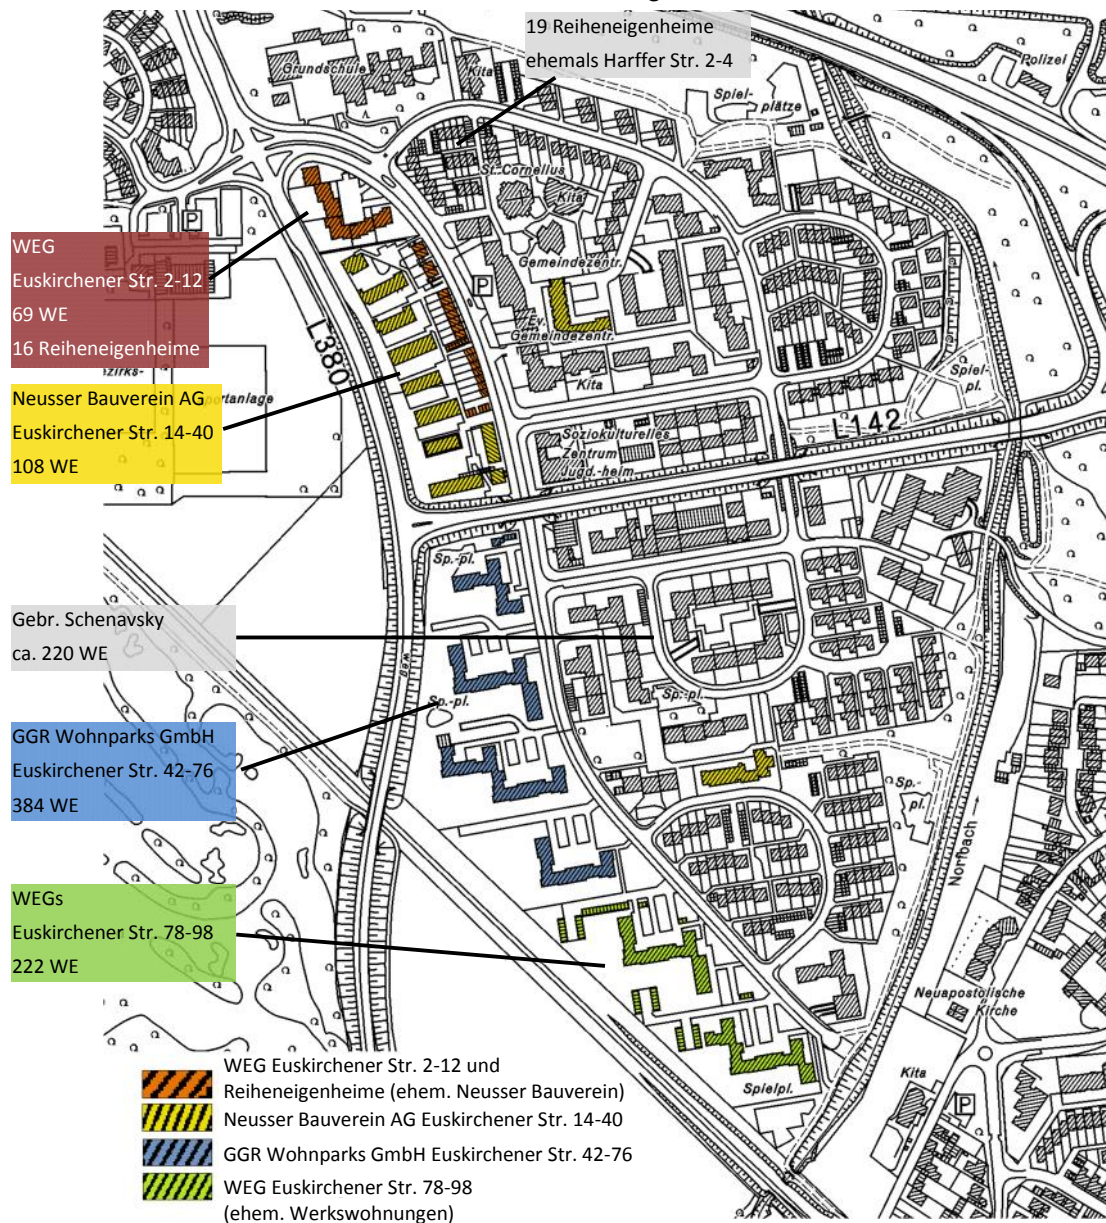 19 Reiheneigenheime
ehemals Harffer Str. 2-4
Polizei
Grundschule
Kita
Spiel-
plätze
St. Cornelius
Kita
P
WEG
Euskirchener Str. 2-12
69 WE
16 Reiheneigenheime
Gemeindezentr.
P
L380
Ev.
Gemeindezentr.
Kita
Spiel-
pl.
ezirks-
portanlage
Neusser Bauverein AG
Euskirchener Str. 14-40
108 WE
L142
Soziokulturelles
Zentrum
Jugd.-heim
Sp.-pl.
Gebr. Schenavsky
ca. 220 WE
Weg
Sp.-pl.
Sp.-pl.
GGR Wohnparks GmbH
Euskirchener Str. 42-76
384 WE
Sp.-
pl.
Norfbach
WEGs
Euskirchener Str. 78-98
222 WE
Neuapostolische
Kirche
Kita
P
Spielpl.
WEG Euskirchener Str. 2-12 und
Reiheneigenheime (ehem. Neusser Bauverein)
Neusser Bauverein AG Euskirchener Str. 14-40
GGR Wohnparks GmbH Euskirchener Str. 42-76
WEG Euskirchener Str. 78-98
(ehem. Werkswohnungen)